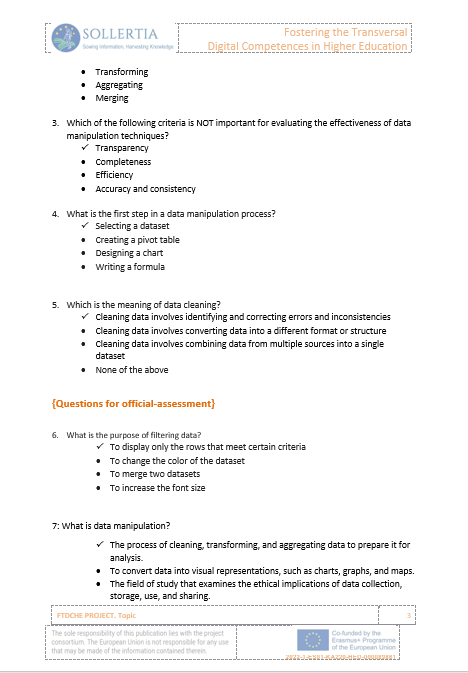 SOLLERTIA
Sowing Information, Harvesting Knowledge
Fostering the Transversal
Digital Competences in Higher Education
• Transforming
• Aggregating
• Merging
3. Which of the following criteria is NOT important for evaluating the effectiveness of data
manipulation techniques?
✓ Transparency
• Completeness
• Efficiency
• Accuracy and consistency
4. What is the first step in a data manipulation process?
✓ Selecting a dataset
• Creating a pivot table
• Designing a chart
• Writing a formula
5. Which is the meaning of data cleaning?
✓ Cleaning data involves identifying and correcting errors and inconsistencies
• Cleaning data involves converting data into a different format or structure
• Cleaning data involves combining data from multiple sources into a single
dataset
• None of the above
{Questions for official-assessment}
6. What is the purpose of filtering data?
✓ To display only the rows that meet certain criteria
• To change the color of the dataset
• To merge two datasets
• To increase the font size
7: What is data manipulation?
✓ The process of cleaning, transforming, and aggregating data to prepare it for
analysis.
• To convert data into visual representations, such as charts, graphs, and maps.
• The field of study that examines the ethical implications of data collection,
storage, use, and sharing.
FTDCHE PROJECT. Topic
The sole responsibility of this publication lies with the project
consortium. The European Union is not responsible for any use
that may be made of the information contained therein.
Co-funded by the
Erasmus+ Programme
of the European Union